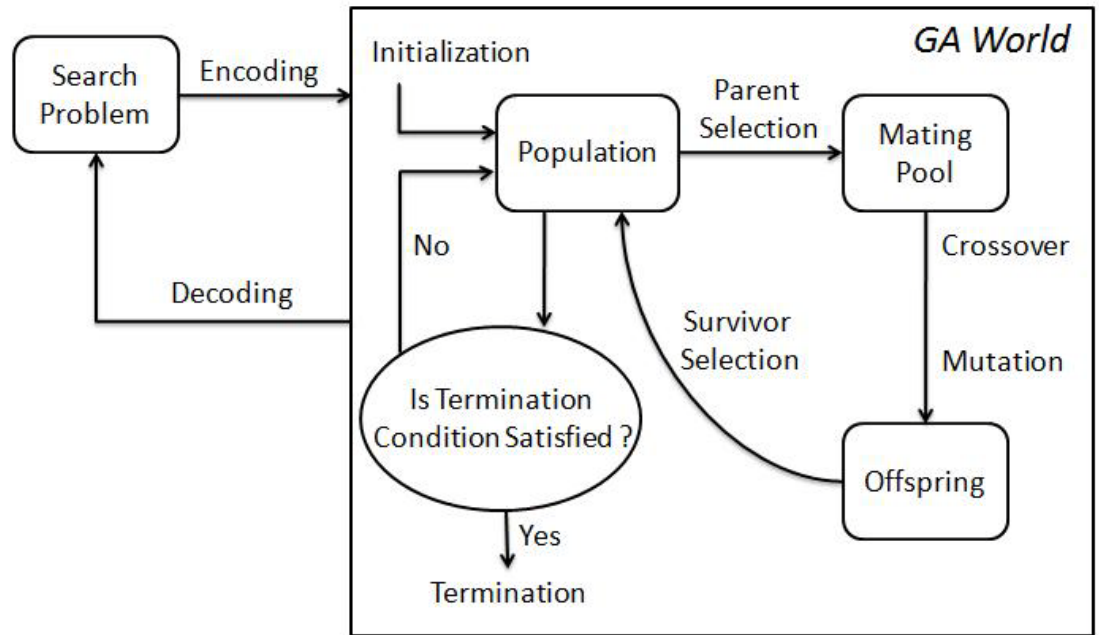 GA World
Search
Problem
Encoding
Initialization
Population
Parent
Selection
Mating
Pool
No
Crossover
Decoding
Survivor
Selection
Mutation
Is Termination
Condition Satisfied ?
Offspring
Yes
Termination